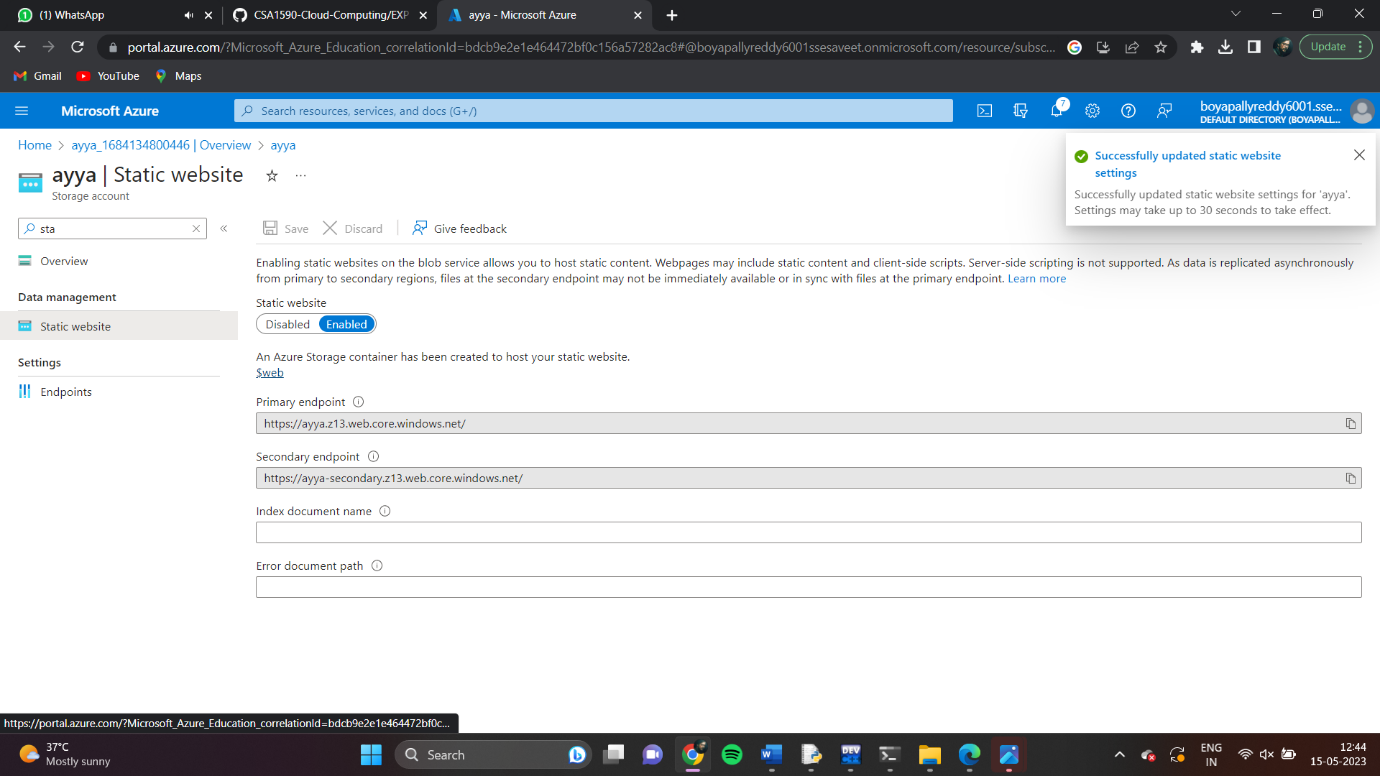 (1) WhatsApp
CSA1590-Cloud-Computing/EXP
ayya - Microsoft Azure
portal.azure.com/?Microsoft_Azure_Education_correlationId=bdcb9e2e1e464472bf0c156a57282ac8#@boyapallyreddy6001ssesaveet.onmicrosoft.com/resource/subsc...
Update
Gmail
YouTube
Maps
Microsoft Azure
Search resources, services, and docs (G+/)
7
boyapallyreddy6001.sse...
DEFAULT DIRECTORY (BOYAPALL...
Home > ayya_1684134800446 | Overview > ayya
ayya | Static website
Storage account
Successfully updated static website
settings
Successfully updated static website settings for 'ayya'.
Settings may take up to 30 seconds to take effect.
sta
Save
Discard
Give feedback
Overview
Data management
Static website
Settings
Endpoints
Enabling static websites on the blob service allows you to host static content. Webpages may include static content and client-side scripts. Server-side scripting is not supported. As data is replicated asynchronously
from primary to secondary regions, files at the secondary endpoint may not be immediately available or in sync with files at the primary endpoint. Learn more
Static website
Disabled Enabled
An Azure Storage container has been created to host your static website.
$web
Primary endpoint
https://ayya.z13.web.core.windows.net/
Secondary endpoint
https://ayya-secondary.z13.web.core.windows.net/
Index document name
Error document path
https://portal.azure.com/?Microsoft_Azure_Education_correlationId=bdcb9e2e1e464472bf0c...
37°C
Mostly sunny
Search
DEV
ENG
IN
12:44
15-05-2023